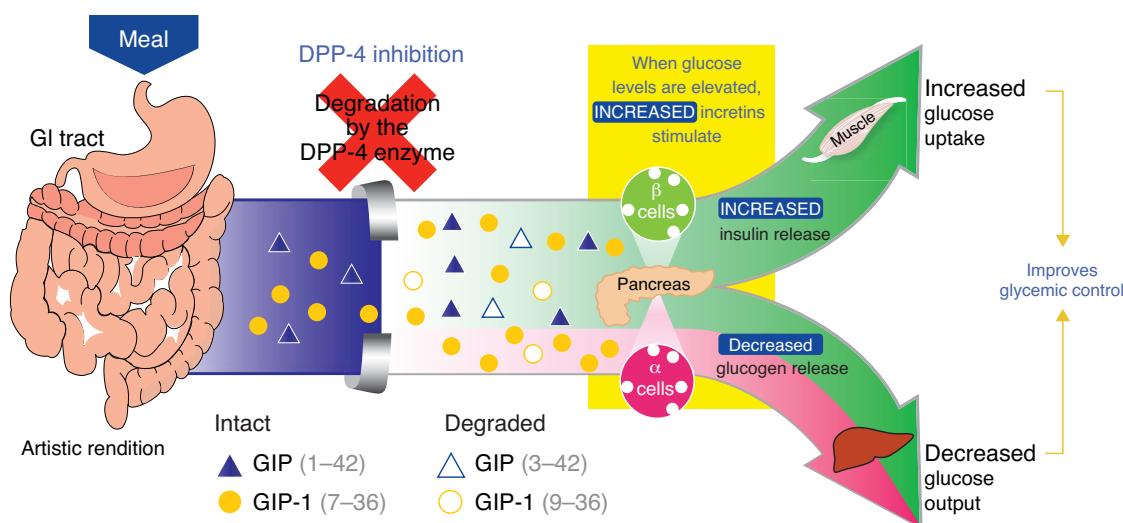 Meal
GI tract
Artistic rendition
DPP-4 inhibition
Degradation
by the
DPP-4 enzyme
When glucose
levels are elevated,
INCREASED incretins
stimulate
β
cells
Pancreas
α
cells
INCREASED
insulin release
Decreased
glucogen release
Muscle
Increased
glucose
uptake
Improves
glycemic control
Decreased
glucose
output
Intact
GIP (1–42)
GIP-1 (7–36)
Degraded
GIP (3–42)
GIP-1 (9–36)